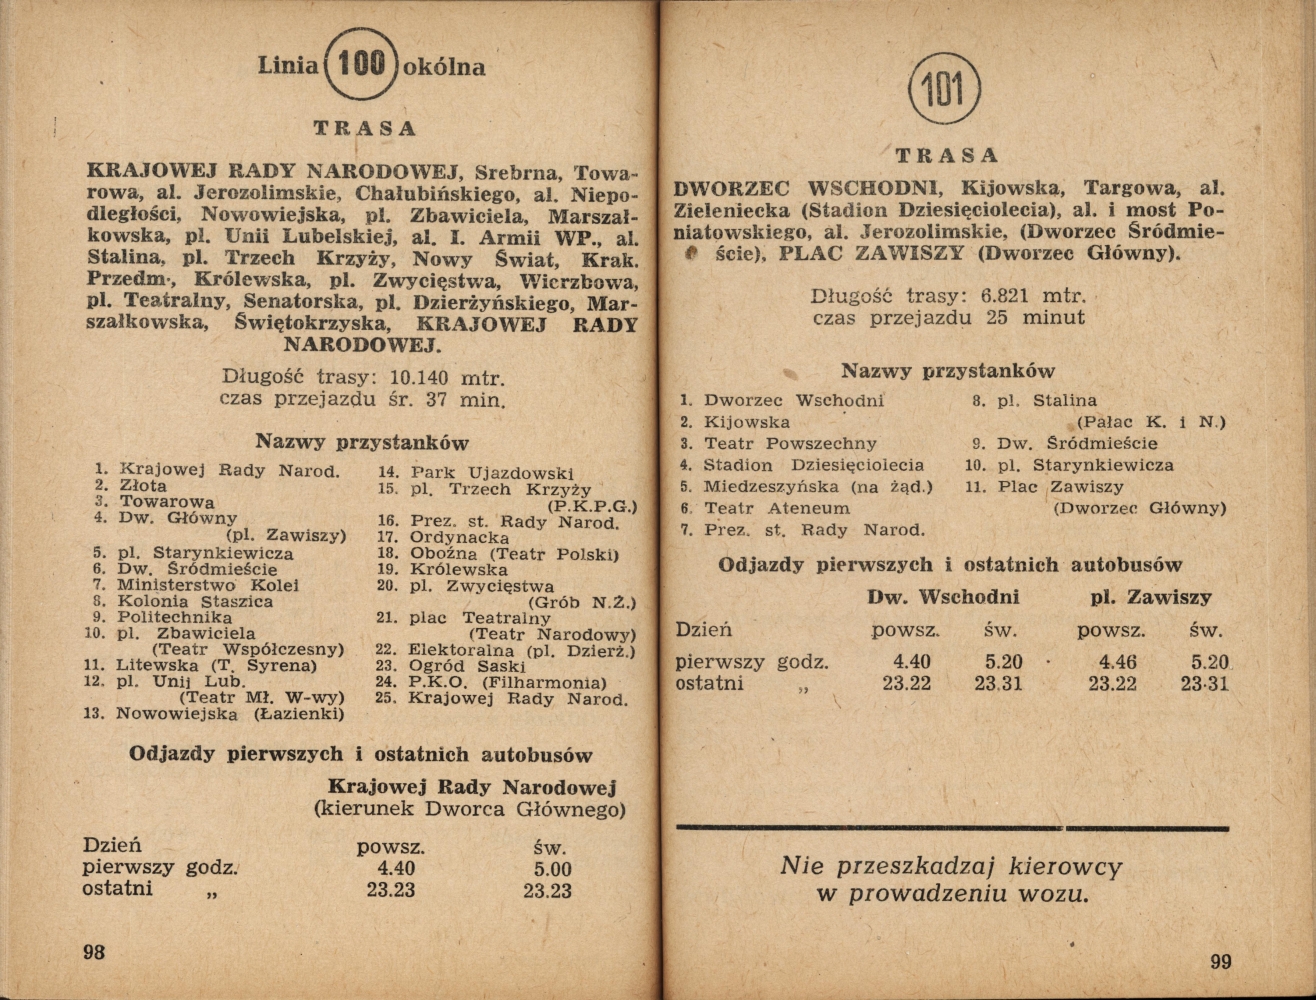 Linia 100 okólna
TRASA
KRAJOWEJ RADY NARODOWEJ, Srebrna, Towa-
rowa, al. Jerozolimskie, Chałubińskiego, al. Niepo-
dległości, Nowowiejska, pl. Zbawiciela, Marszał-
kowska, pl. Unii Lubelskiej, al. I. Armii WP., al.
Stalina, pl. Trzech Krzyży, Nowy Świat, Krak.
Przedm., Królewska, pl. Zwycięstwa, Wierzbowa,
pl. Teatralny, Senatorska, pl. Dzierżyńskiego, Mar-
szałkowska, Świętokrzyska, KRAJOWEJ RADY
NARODOWEJ.
Długość trasy: 10.140 mtr.
czas przejazdu śr. 37 min.
Nazwy przystanków
1. Krajowej Rady Narod.
2. Złota
3. Towarowa
4. Dw. Główny
(pl. Zawiszy)
5. pl. Starynkiewicza
6. Dw. Śródmieście
7. Ministerstwo Kolei
8. Kolonia Staszica
9. Politechnika
10. pl. Zbawiciela
(Teatr Współczesny)
11. Litewska (T. Syrena)
12. pl. Unij Lub.
(Teatr Mł. W-wy)
13. Nowowiejska (Łazienki)
14. Park Ujazdowski
15. pl. Trzech Krzyży
(P.K.P.G.)
16. Prez. st. Rady Narod.
17. Ordynacka
18. Oboźna (Teatr Polski)
19. Królewska
20. pl. Zwycięstwa
(Grób N.Ż.)
21. plac Teatralny
(Teatr Narodowy)
22. Elektoralna (pl. Dzierż.)
23. Ogród Saski
24. P.K.O. (Filharmonia)
25. Krajowej Rady Narod.
Odjazdy pierwszych i ostatnich autobusów
Krajowej Rady Narodowej
(kierunek Dworca Głównego)
Dzień powsz. św.
pierwszy godz. 4.40 5.00
ostatni „ 23.23 23.23
98
101
TRASA
DWORZEC WSCHODNI, Kijowska, Targowa, al.
Zieleniecka (Stadion Dziesięciolecia), al. i most Po-
niatowskiego, al. Jerozolimskie, (Dworzec Śródmie-
ście), PLAC ZAWISZY (Dworzec Główny).
Długość trasy: 6.821 mtr.
czas przejazdu 25 minut
Nazwy przystanków
1. Dworzec Wschodni
2. Kijowska
3. Teatr Powszechny
4. Stadion Dziesięciolecia
5. Miedzeszyńska (na żąd.)
6. Teatr Ateneum
7. Prez. st. Rady Narod.
8. pl. Stalina
(Pałac K. i N.)
9. Dw. Śródmieście
10. pl. Starynkiewicza
11. Plac Zawiszy
(Dworzec Główny)
Odjazdy pierwszych i ostatnich autobusów
Dw. Wschodni pl. Zawiszy
Dzień powsz. św. powsz. św.
pierwszy godz. 4.40 5.20 4.46 5.20
ostatni „ 23.22 23.31 23.22 23.31
Nie przeszkadzaj kierowcy
w prowadzeniu wozu.
99